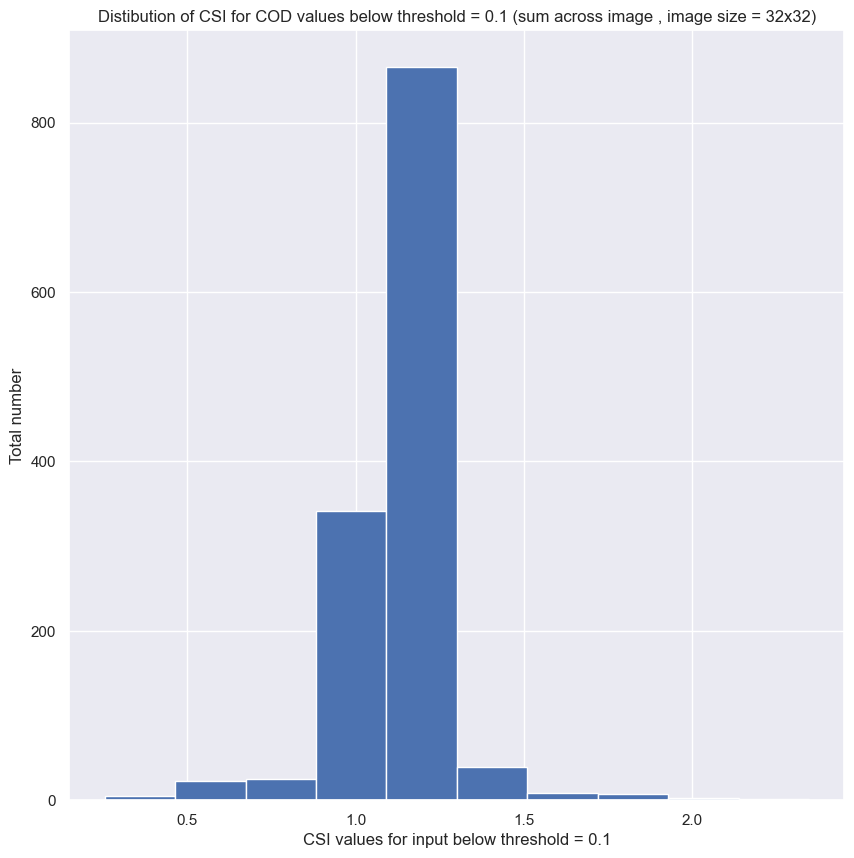 Distibution of CSI for COD values below threshold = 0.1 (sum across image , image size = 32x32)
800
600
400
200
0
Total number
0.5 1.0 1.5 2.0
CSI values for input below threshold = 0.1